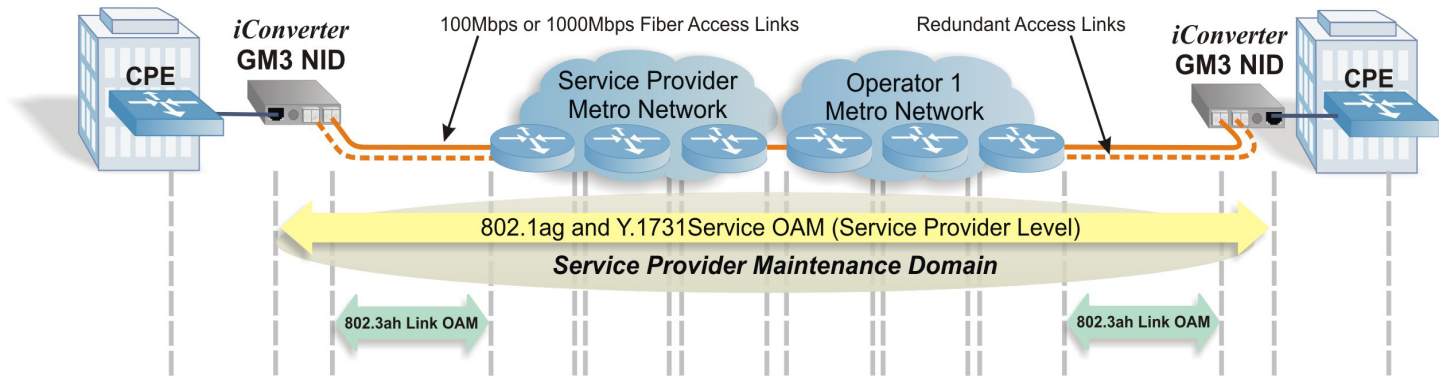 100Mbps or 1000Mbps Fiber Access Links
Redundant Access Links
iConverter
GM3 NID
iConverter
GM3 NID
CPE
CPE
Service Provider
Metro Network
Operator 1
Metro Network
802.1ag and Y.1731Service OAM (Service Provider Level)
Service Provider Maintenance Domain
802.3ah Link OAM
802.3ah Link OAM